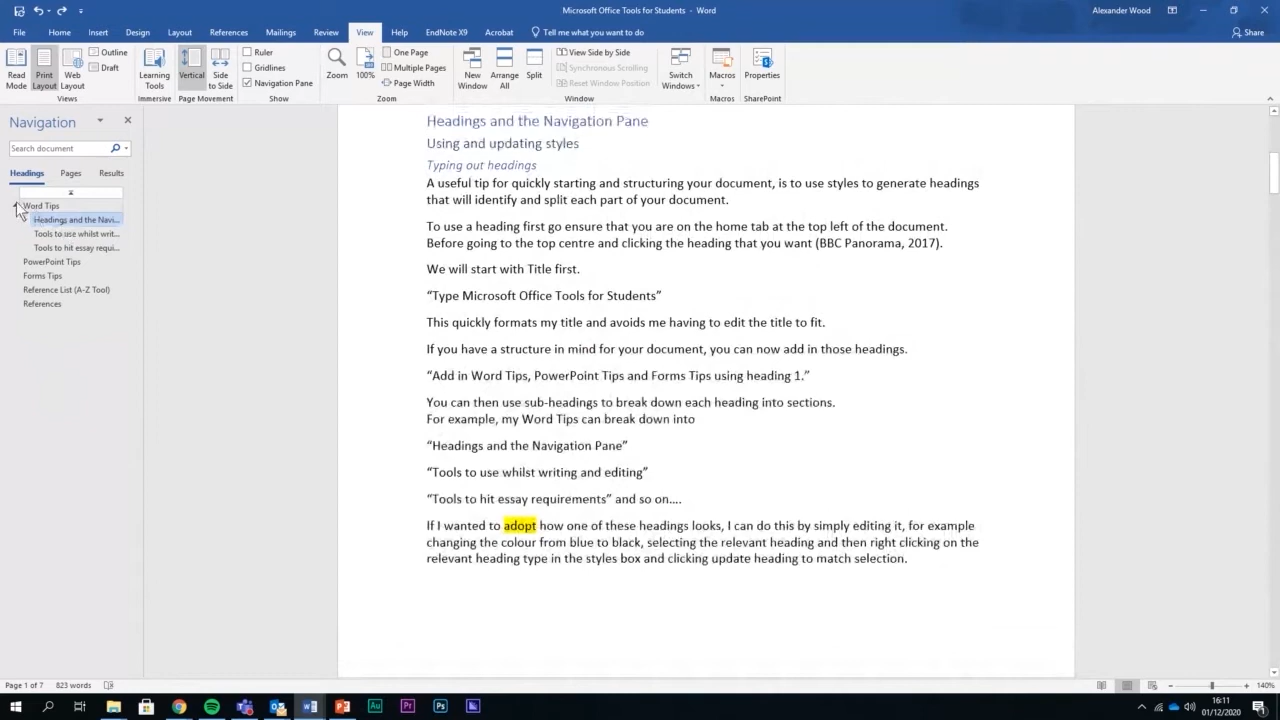 Microsoft Office Tools for Students - Word
Alexander Wood
File Home Insert Design Layout References Mailings Review View Help EndNote X9 Acrobat Tell me what you want to do Share
Read Mode
Print Layout
Web Layout
Outline
Draft
Views
Learning Tools
Immersive
Vertical
Side to Side
Page Movement
Ruler
Gridlines
Navigation Pane
Show
Zoom
100%
One Page
Multiple Pages
Page Width
Zoom
New Window
Arrange All
Split
View Side by Side
Synchronous Scrolling
Reset Window Position
Window
Switch Windows
Macros
Macros
Properties
SharePoint
Navigation
Search document
Headings Pages Results
Word Tips
Headings and the Navi...
Tools to use whilst writ...
Tools to hit essay requi...
PowerPoint Tips
Forms Tips
Reference List (A-Z Tool)
References
Headings and the Navigation Pane
Using and updating styles
Typing out headings
A useful tip for quickly starting and structuring your document, is to use styles to generate headings
that will identify and split each part of your document.
To use a heading first go ensure that you are on the home tab at the top left of the document.
Before going to the top centre and clicking the heading that you want (BBC Panorama, 2017).
We will start with Title first.
“Type Microsoft Office Tools for Students”
This quickly formats my title and avoids me having to edit the title to fit.
If you have a structure in mind for your document, you can now add in those headings.
“Add in Word Tips, PowerPoint Tips and Forms Tips using heading 1.”
You can then use sub-headings to break down each heading into sections.
For example, my Word Tips can break down into
“Headings and the Navigation Pane”
“Tools to use whilst writing and editing”
“Tools to hit essay requirements” and so on....
If I wanted to adopt how one of these headings looks, I can do this by simply editing it, for example
changing the colour from blue to black, selecting the relevant heading and then right clicking on the
relevant heading type in the styles box and clicking update heading to match selection.
Page 1 of 7 823 words
140%
Au Pr Ps
16:11
01/12/2020